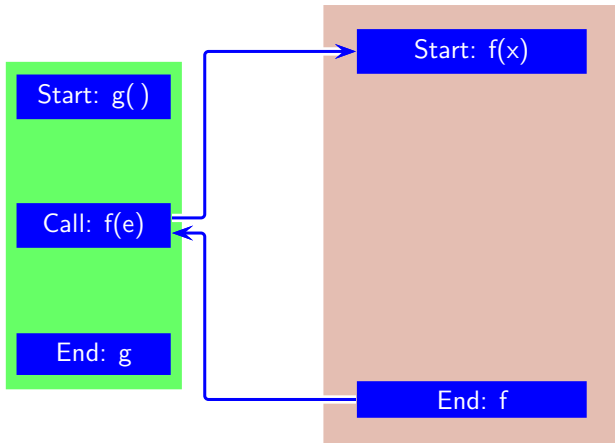 Start: g( )
Call: f(e)
End: g
Start: f(x)
End: f